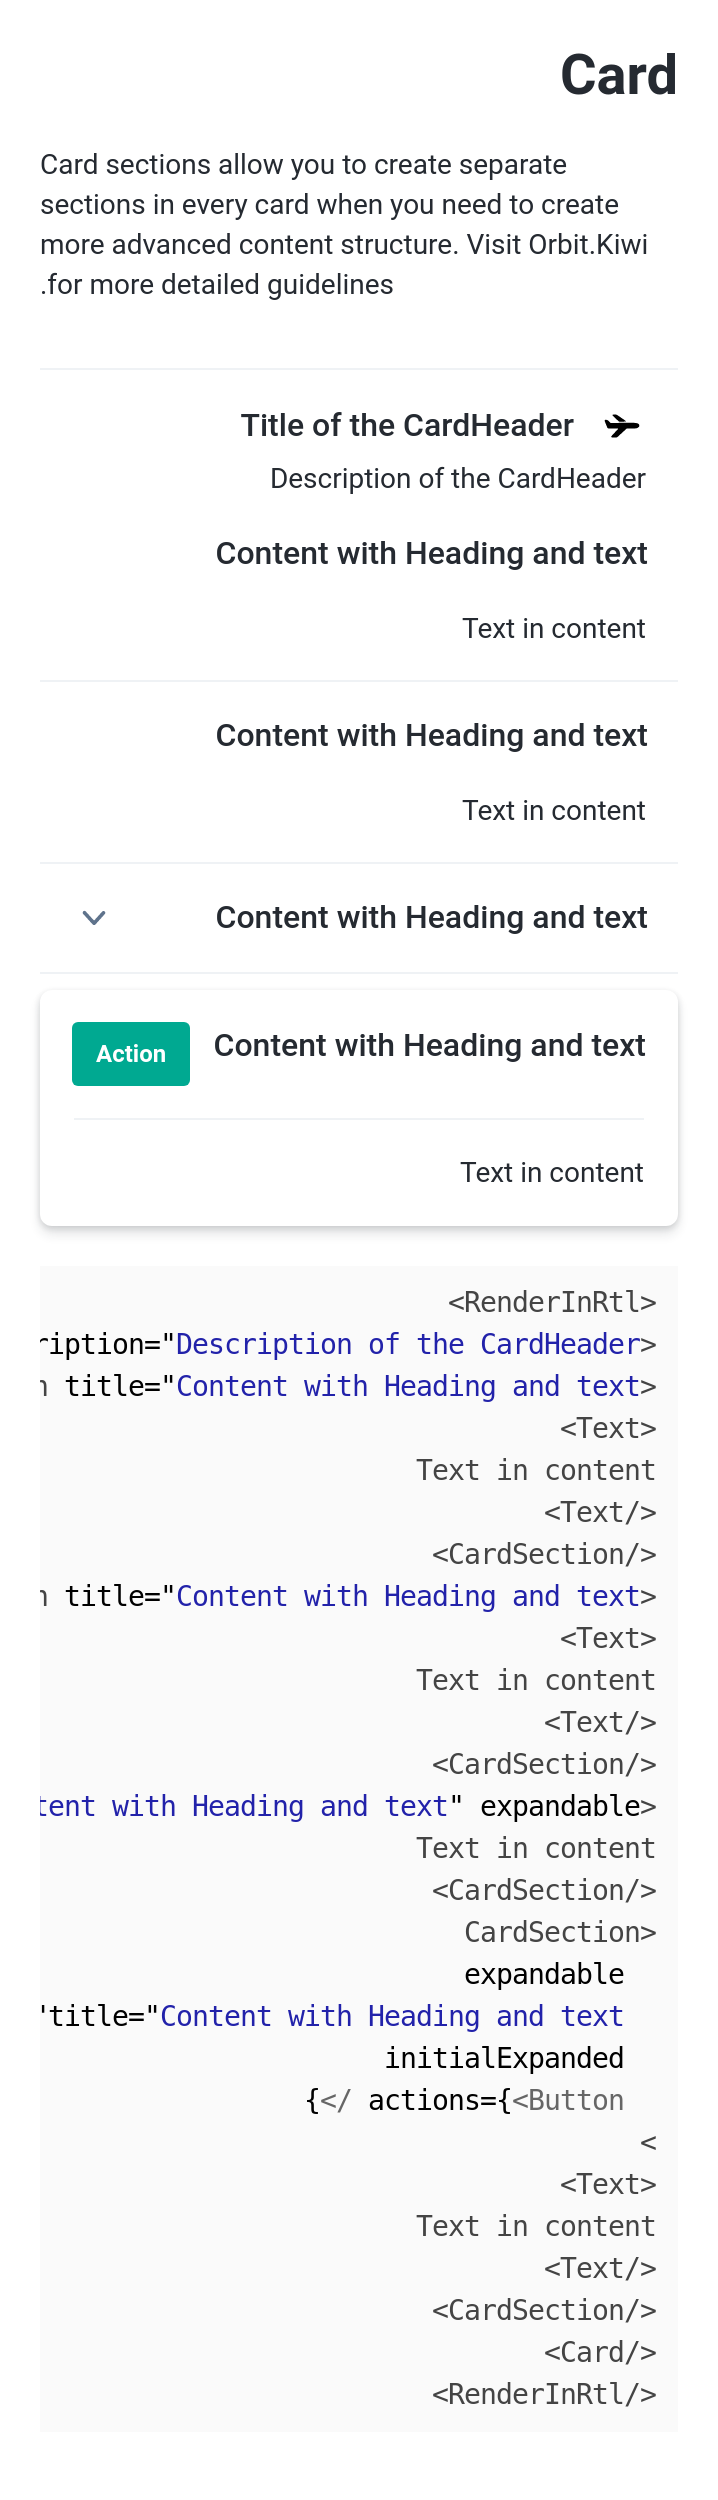 Card
Card sections allow you to create separate
sections in every card when you need to create
more advanced content structure. Visit Orbit.Kiwi
.for more detailed guidelines
Title of the CardHeader
Description of the CardHeader
Content with Heading and text
Text in content
Content with Heading and text
Text in content
Content with Heading and text
Action Content with Heading and text
Text in content
<RenderInRtl>
ription="Description of the CardHeader>
title="Content with Heading and text>
<Text>
Text in content
<Text/>
<CardSection/>
title="Content with Heading and text>
<Text>
Text in content
<Text/>
<CardSection/>
tent with Heading and text" expandable>
Text in content
<CardSection/>
CardSection>
expandable
"title="Content with Heading and text
initialExpanded
{</ actions={<Button
<
<Text>
Text in content
<Text/>
<CardSection/>
<Card/>
<RenderInRtl/>